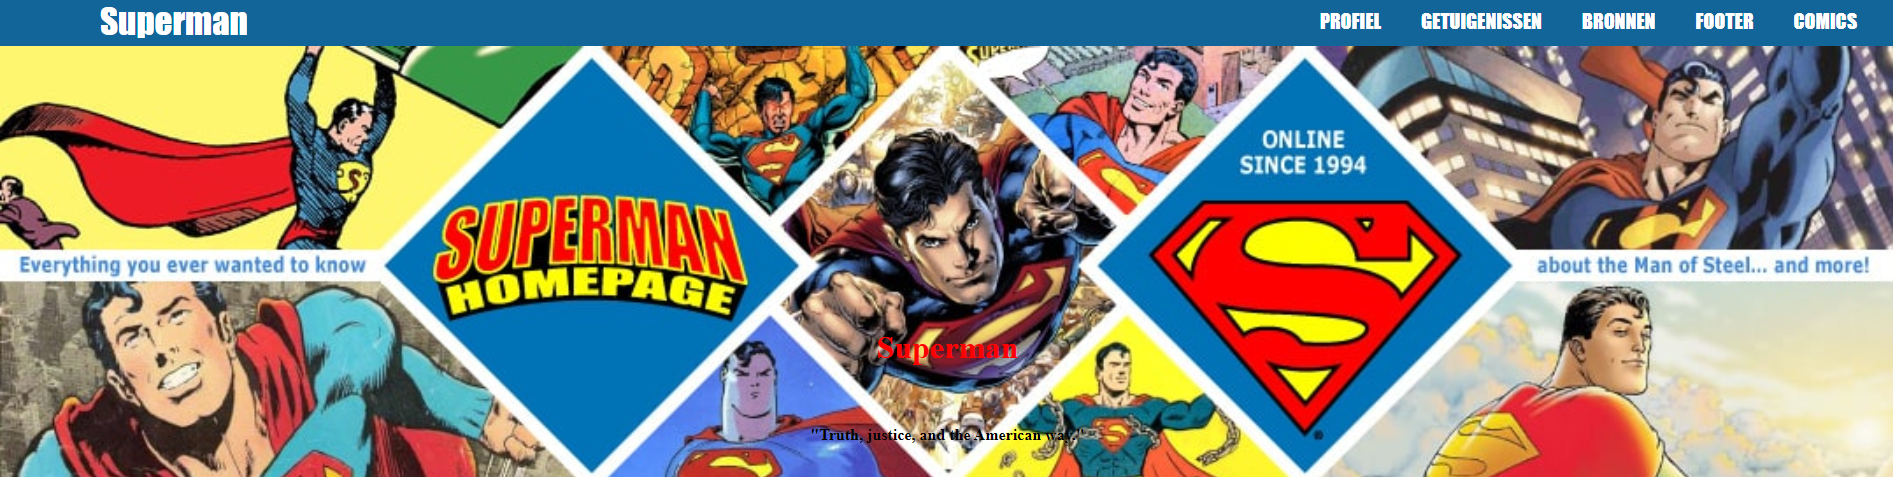 Superman
PROFIEL GETUIGENISSEN BRONNEN FOOTER COMICS
ONLINE
SINCE 1994
SUPERMAN
HOMEPAGE
S
Everything you ever wanted to know
about the Man of Steel... and more!
Superman
"Truth, justice, and the American way."